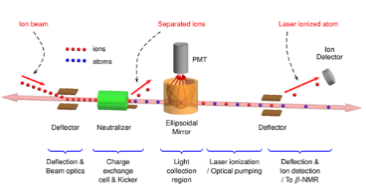 Ion beam
Separated ions
Laser ionized atom
ions
atoms
PMT
Ion
Detector
Deflector
Neutralizer
Ellipsoidal
Mirror
Deflector
Deflection &
Beam optics
Charge
exchange
cell & Kicker
Light
collection
region
Laser ionization
/ Optical pumping
Deflection &
Ion detection
/ To β-NMR